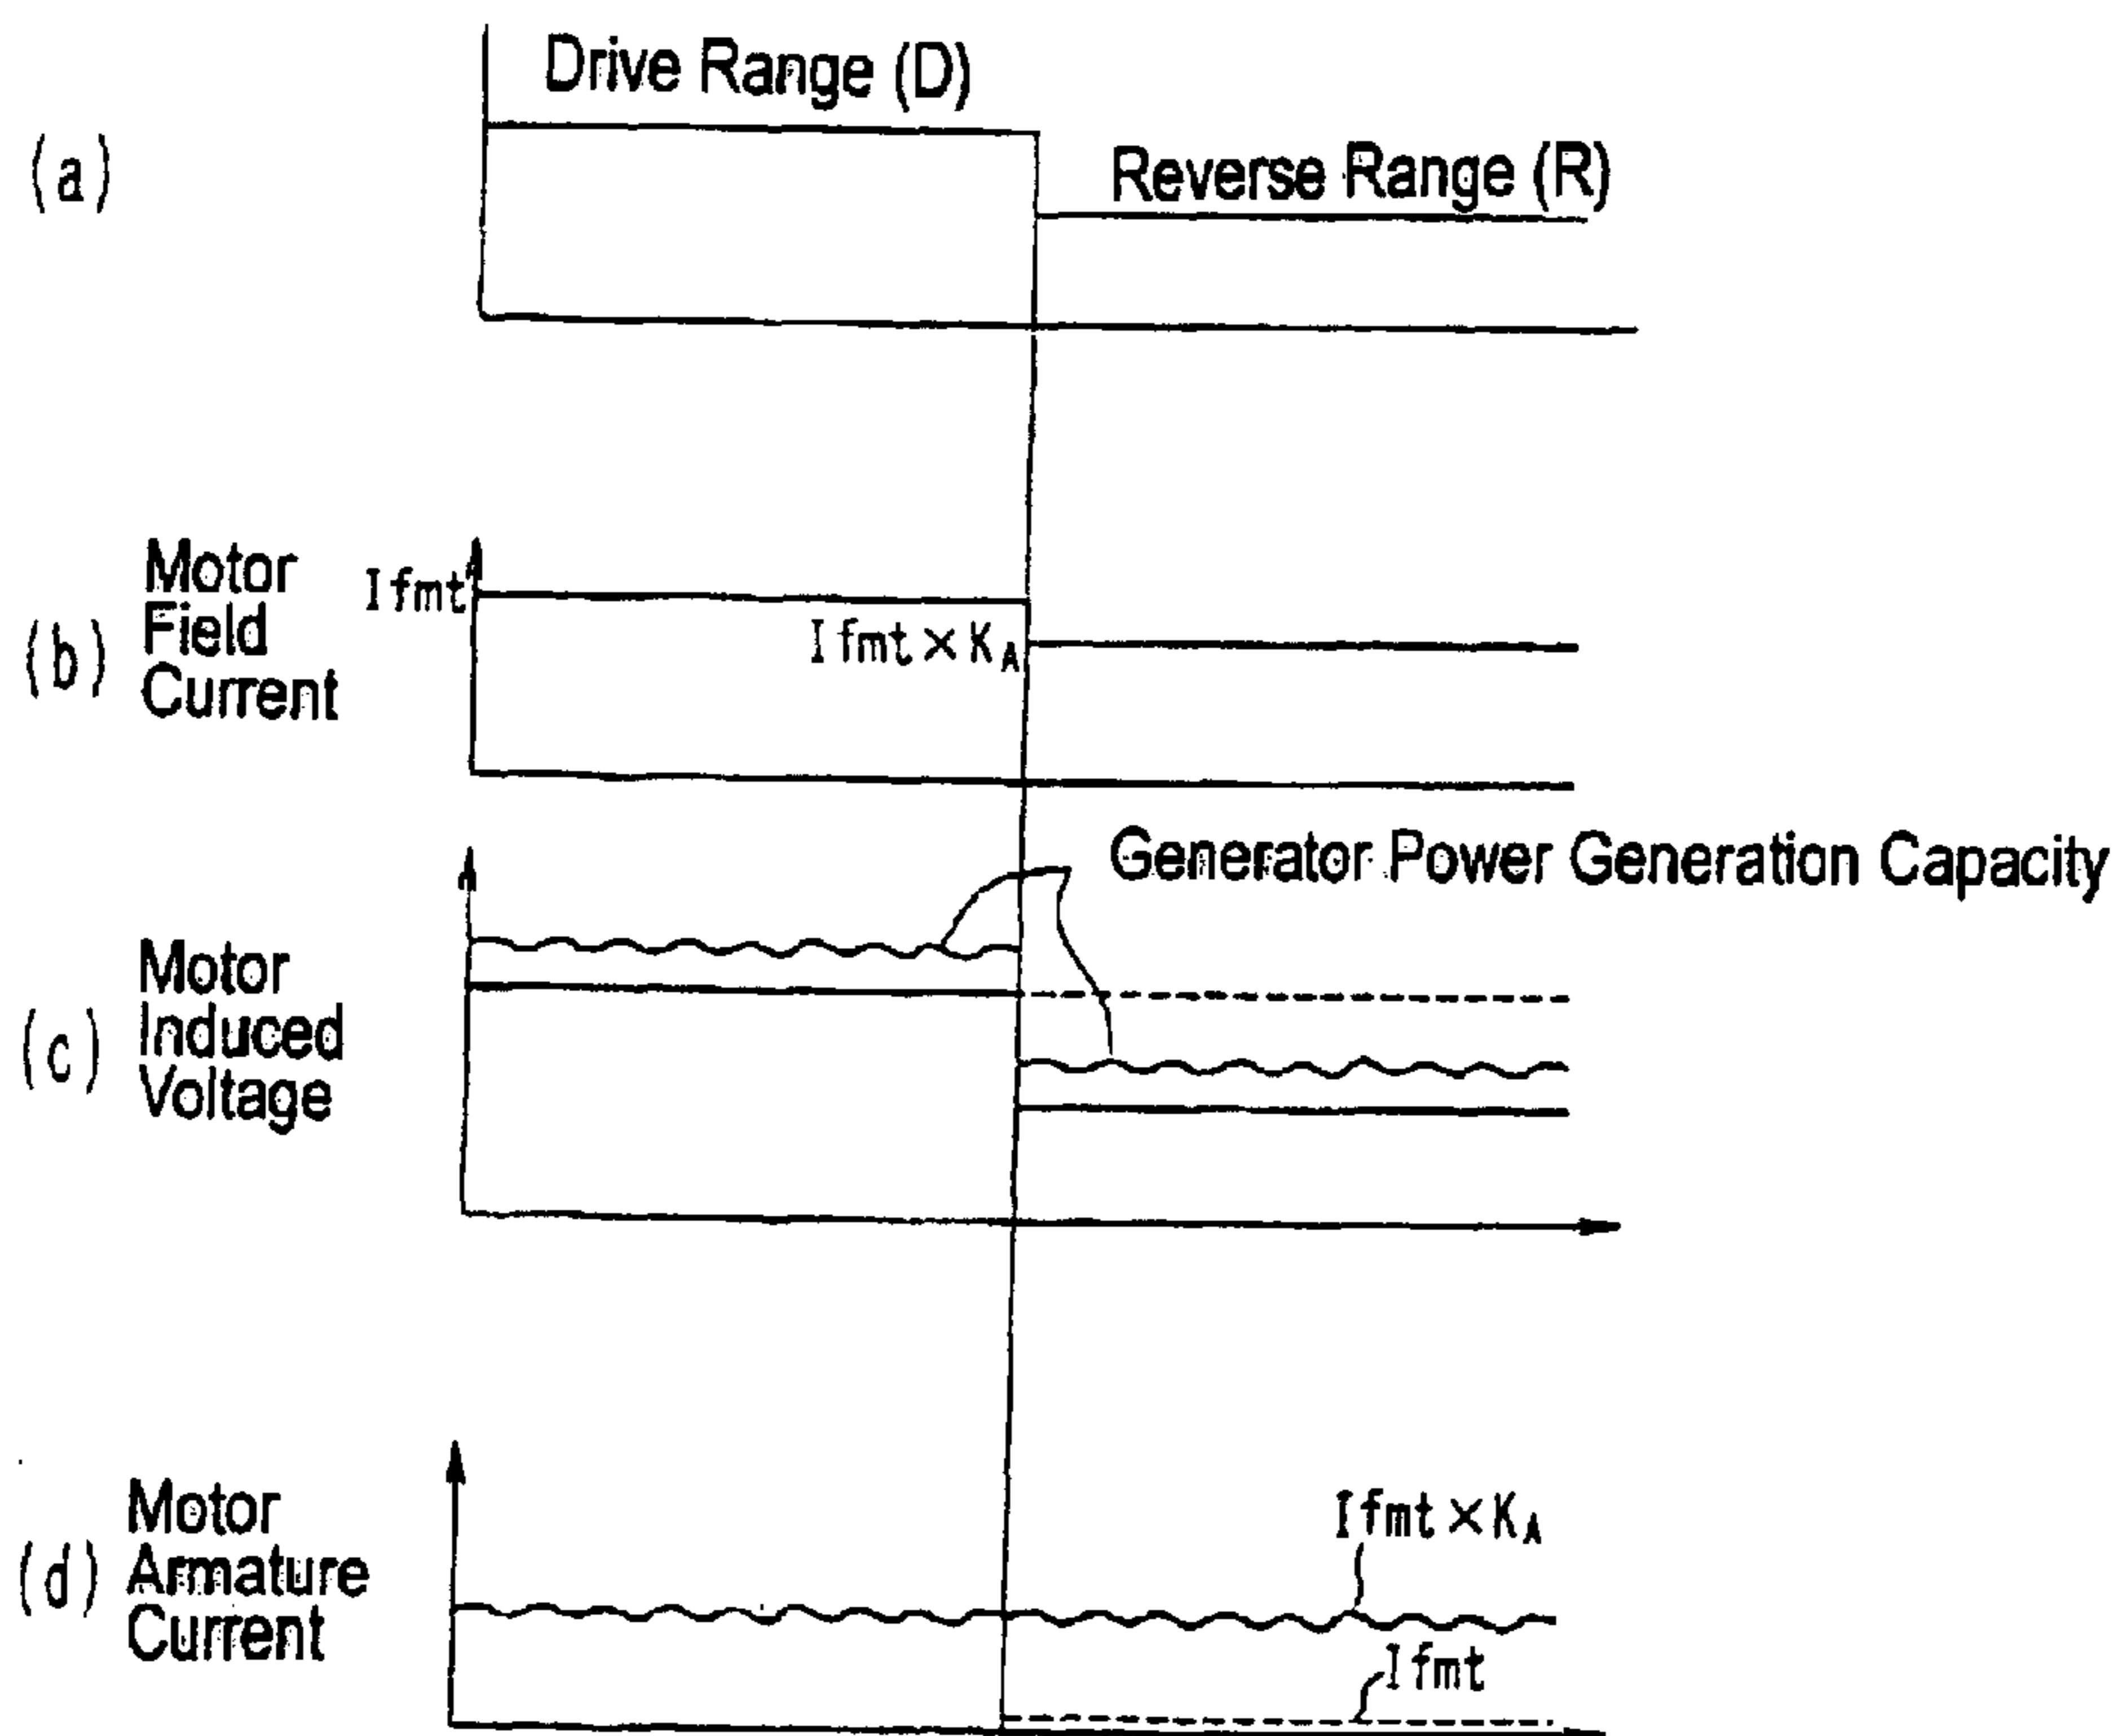 Drive Range (D)
(a)
Reverse Range (R)
(b)
Motor
Field
Current
Ifmt
Ifmt×KA
Generator Power Generation Capacity
(c)
Motor
Induced
Voltage
(d)
Motor
Armature
Current
Ifmt×KA
Ifmt